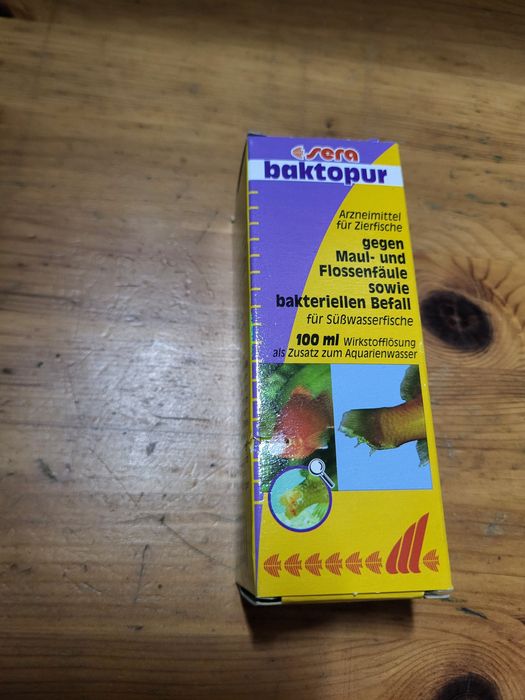 sera
baktopur
Arzneimittel
für Zierfische
gegen
Maul- und
Flossenfäule
sowie
bakteriellen Befall
für Süßwasserfische
100 ml Wirkstofflösung
als Zusatz zum Aquarienwasser